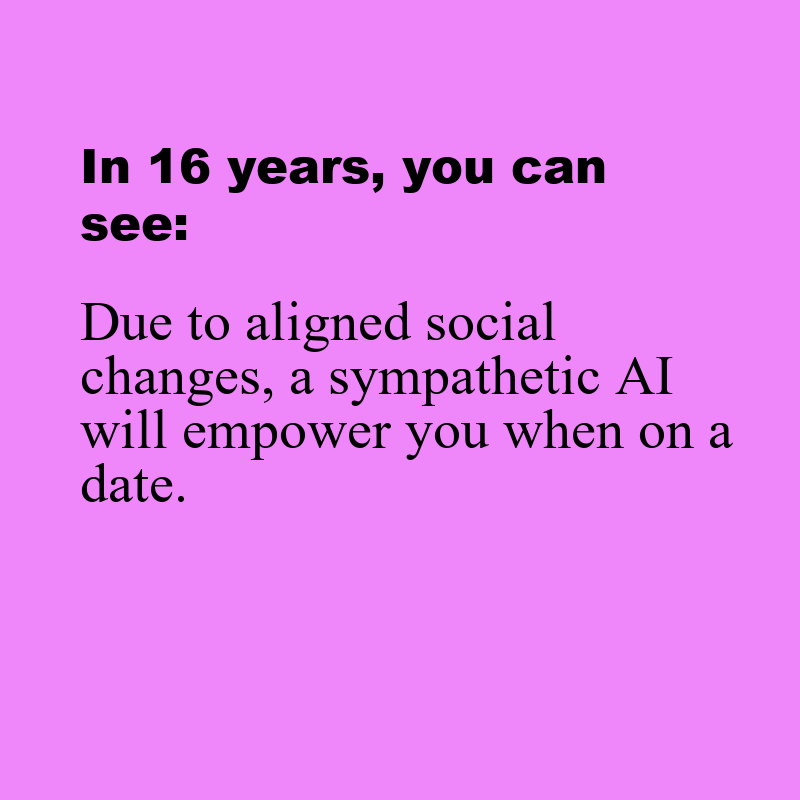 In 16 years, you can
see:
Due to aligned social
changes, a sympathetic AI
will empower you when on a
date.